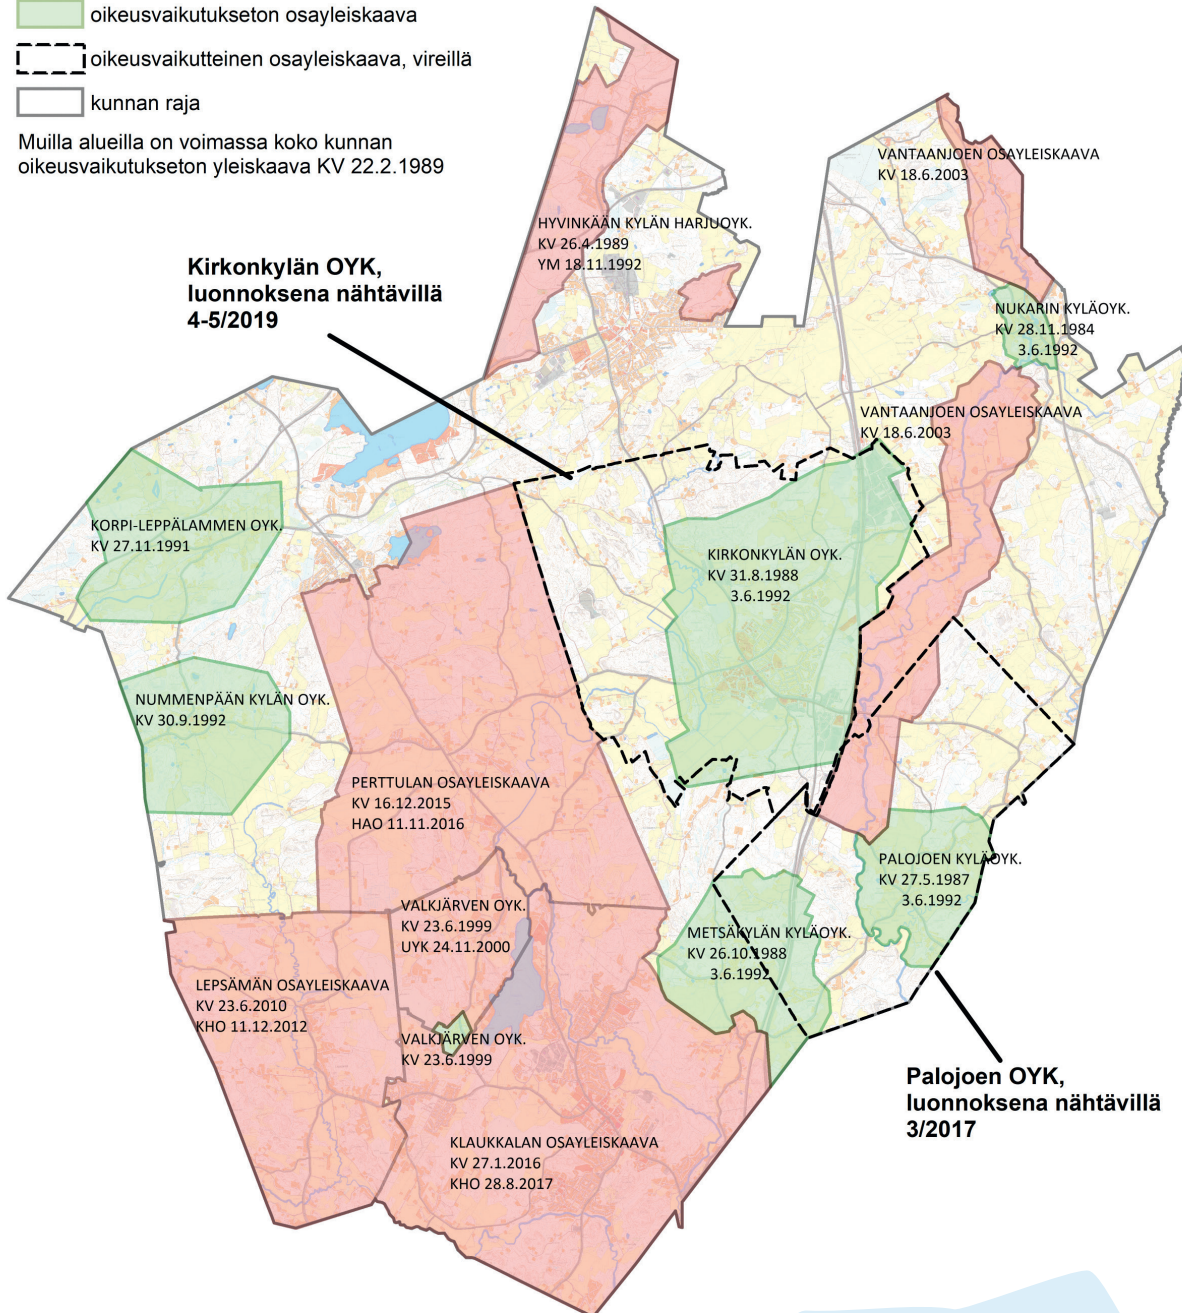 oikeusvaikutukseton osayleiskaava
oikeusvaikutteinen osayleiskaava, vireillä
kunnan raja
Muilla alueilla on voimassa koko kunnan
oikeusvaikutukseton yleiskaava KV 22.2.1989
VANTAANJOEN OSAYLEISKAAVA
KV 18.6.2003
HYVINKÄÄN KYLÄN HARJUOYK.
KV 26.4.1989
YM 18.11.1992
Kirkonkylän OYK,
luonnoksena nähtävillä
4-5/2019
NUKARIN KYLÄOYK.
KV 28.11.1984
3.6.1992
VANTAANJOEN OSAYLEISKAAVA
KV 18.6.2003
KORPI-LEPPÄLAMMEN OYK.
KV 27.11.1991
KIRKONKYLÄN OYK.
KV 31.8.1988
3.6.1992
NUMMENPÄÄN KYLÄN OYK.
KV 30.9.1992
PERTTULAN OSAYLEISKAAVA
KV 16.12.2015
HAO 11.11.2016
PALOJOEN KYLÄOYK.
KV 27.5.1987
3.6.1992
VALKJÄRVEN OYK.
KV 23.6.1999
UYK 24.11.2000
METSÄKYLÄN KYLÄOYK.
KV 26.10.1988
3.6.1992
LEPSÄMÄN OSAYLEISKAAVA
KV 23.6.2010
KHO 11.12.2012
VALKJÄRVEN OYK.
KV 23.6.1999
Palojoen OYK,
luonnoksena nähtävillä
3/2017
KLAUKKALAN OSAYLEISKAAVA
KV 27.1.2016
KHO 28.8.2017